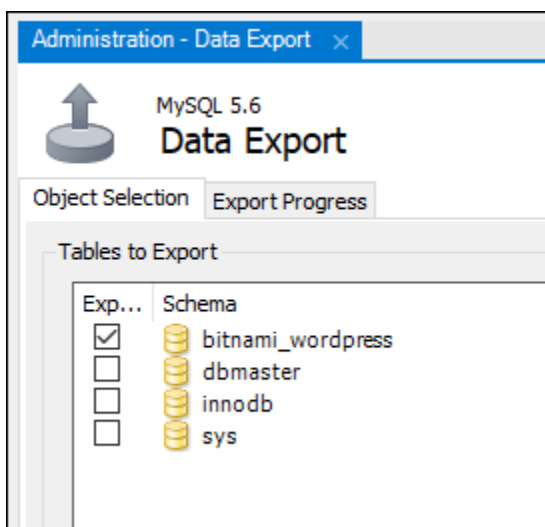 Administration - Data Export ×
MySQL 5.6
Data Export
Object Selection Export Progress
Tables to Export
Exp... Schema
bitnami_wordpress
dbmaster
innodb
sys